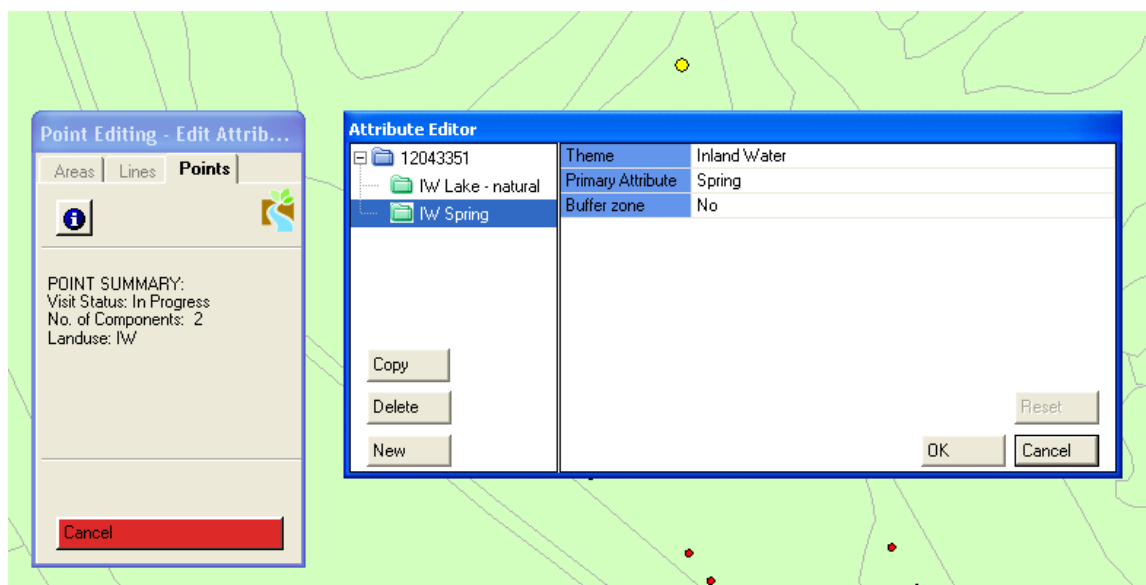 Point Editing - Edit Attrib...
Areas Lines Points
POINT SUMMARY:
Visit Status: In Progress
No. of Components: 2
Landuse: IW
Cancel
Attribute Editor
12043351
IW Lake - natural
IW Spring
Copy
Delete
New
Theme Inland Water
Primary Attribute Spring
Buffer zone No
Reset
OK Cancel